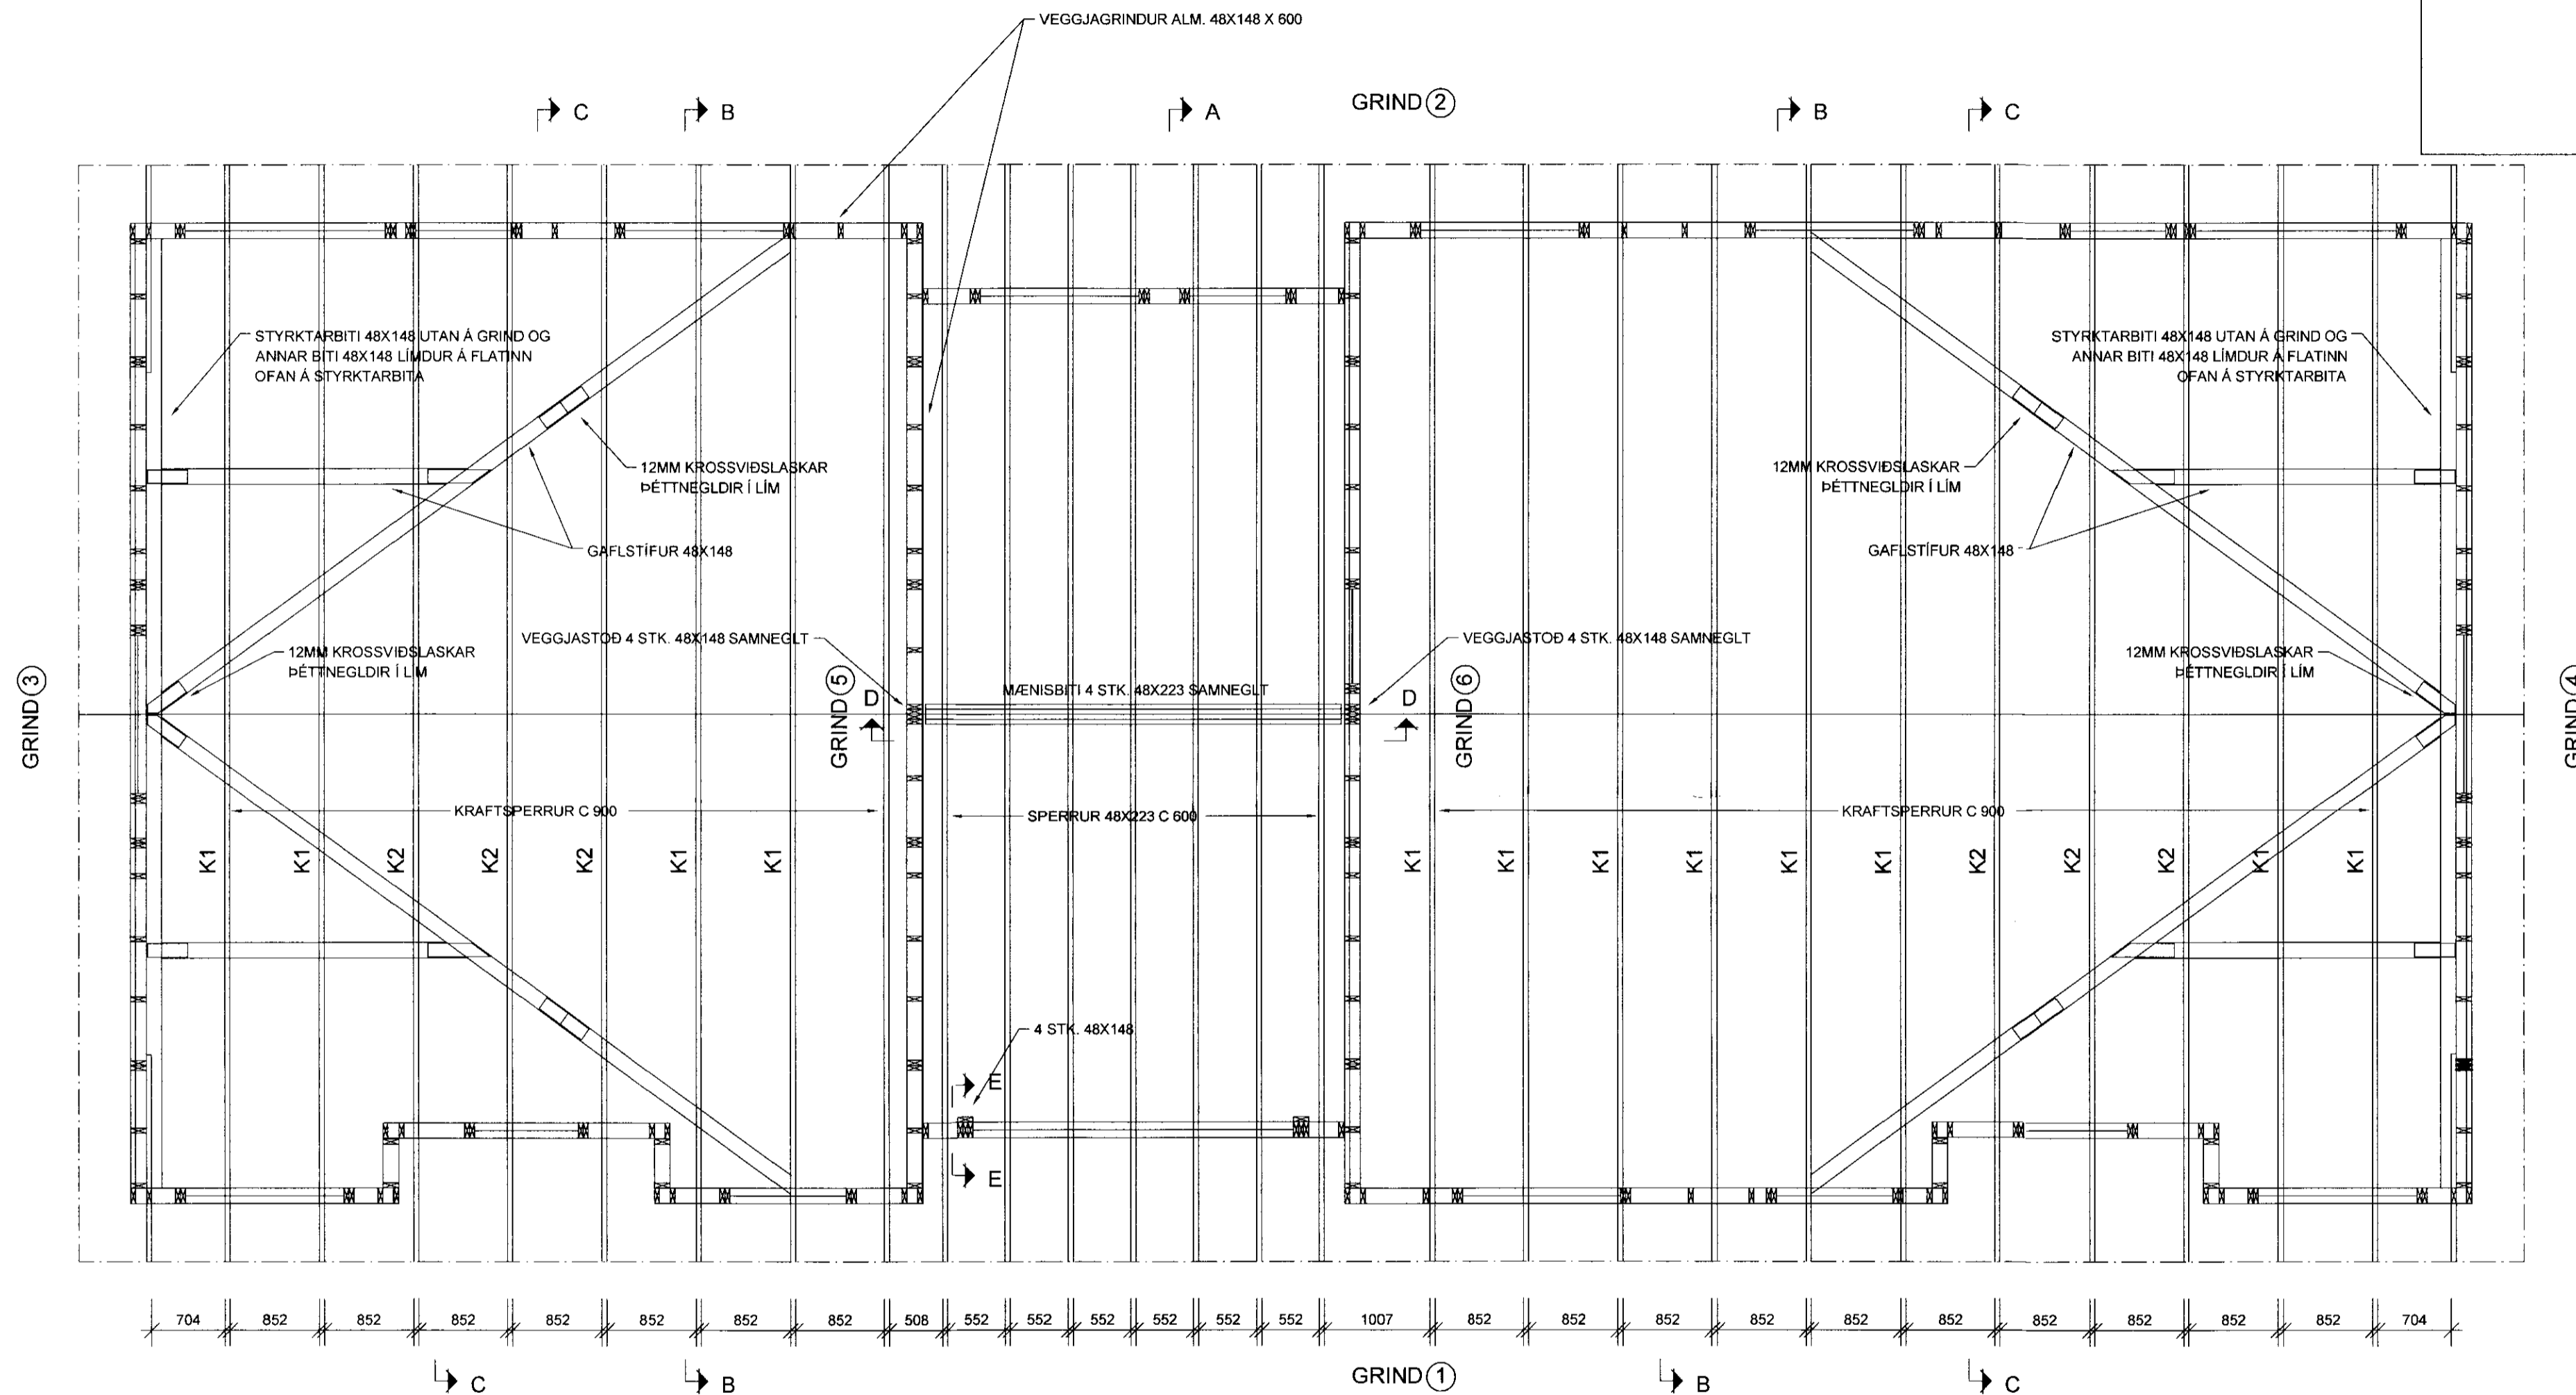 VEGGJAGRINDUR ALM. 48X148 X 600
C
B
A
GRIND 2
B
C
STYRKTARBITI 48X148 UTAN Á GRIND OG
ANNAR BITI 48X148 LÍMDUR Á FLATINN
OFAN Á STYRKTARBITA
STYRKTARBITI 48X148 UTAN Á GRIND OG
ANNAR BITI 48X148 LÍMDUR Á FLATINN
OFAN Á STYRKTARBITA
12MM KROSSVIÐSLASKAR
ÞÉTTNEGLDIR Í LÍM
12MM KROSSVIÐSLASKAR
ÞÉTTNEGLDIR Í LÍM
GAFLSTÍFUR 48X148
GAFLSTÍFUR 48X148
VEGGJASTOÐ 4 STK. 48X148 SAMNEGLT
VEGGJASTOÐ 4 STK. 48X148 SAMNEGLT
12MM KROSSVIÐSLASKAR
ÞÉTTNEGLDIR Í LÍM
12MM KROSSVIÐSLASKAR
ÞÉTTNEGLDIR Í LÍM
GRIND 3
GRIND 5
D
MÆNISBITI 4 STK. 48X223 SAMNEGLT
D
GRIND 6
GRIND 4
KRAFTSPERRUR C 900
SPERRUR 48X223 C 600
KRAFTSPERRUR C 900
K1 K1 K2 K2 K2 K1 K1
K1 K1 K1 K1 K1 K1 K2 K2 K2 K1 K1
4 STK. 48X148
E
E
704 852 852 852 852 852 852 852 508 552 552 552 552 552 552 1007 852 852 852 852 852 852 852 852 852 852 704
C
B
GRIND 1
B
C